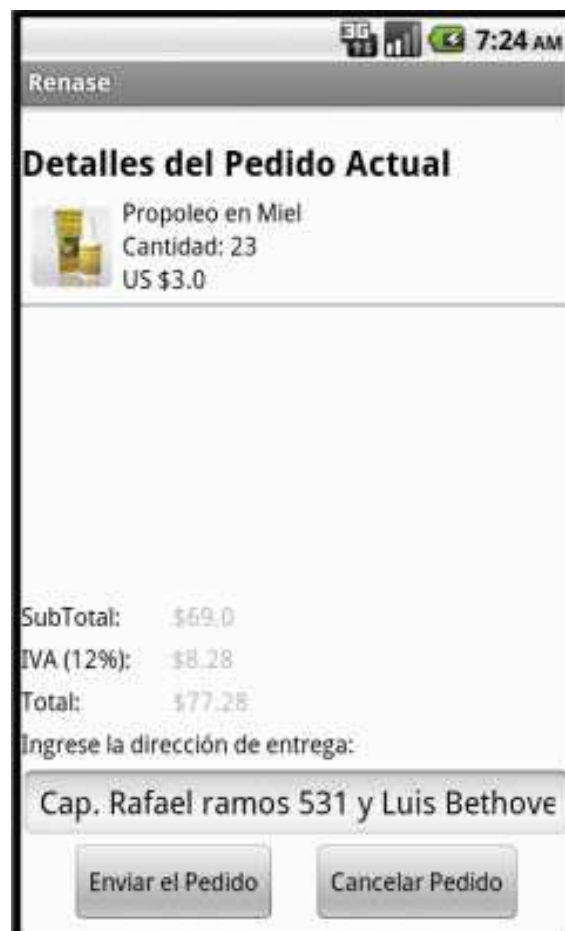 3G 7:24 AM
Renase
Detalles del Pedido Actual
Propoleo en Miel
Cantidad: 23
US $3.0
SubTotal: $69.0
IVA (12%): $8.28
Total: $77.28
Ingrese la dirección de entrega:
Cap. Rafael ramos 531 y Luis Bethove
Enviar el Pedido Cancelar Pedido